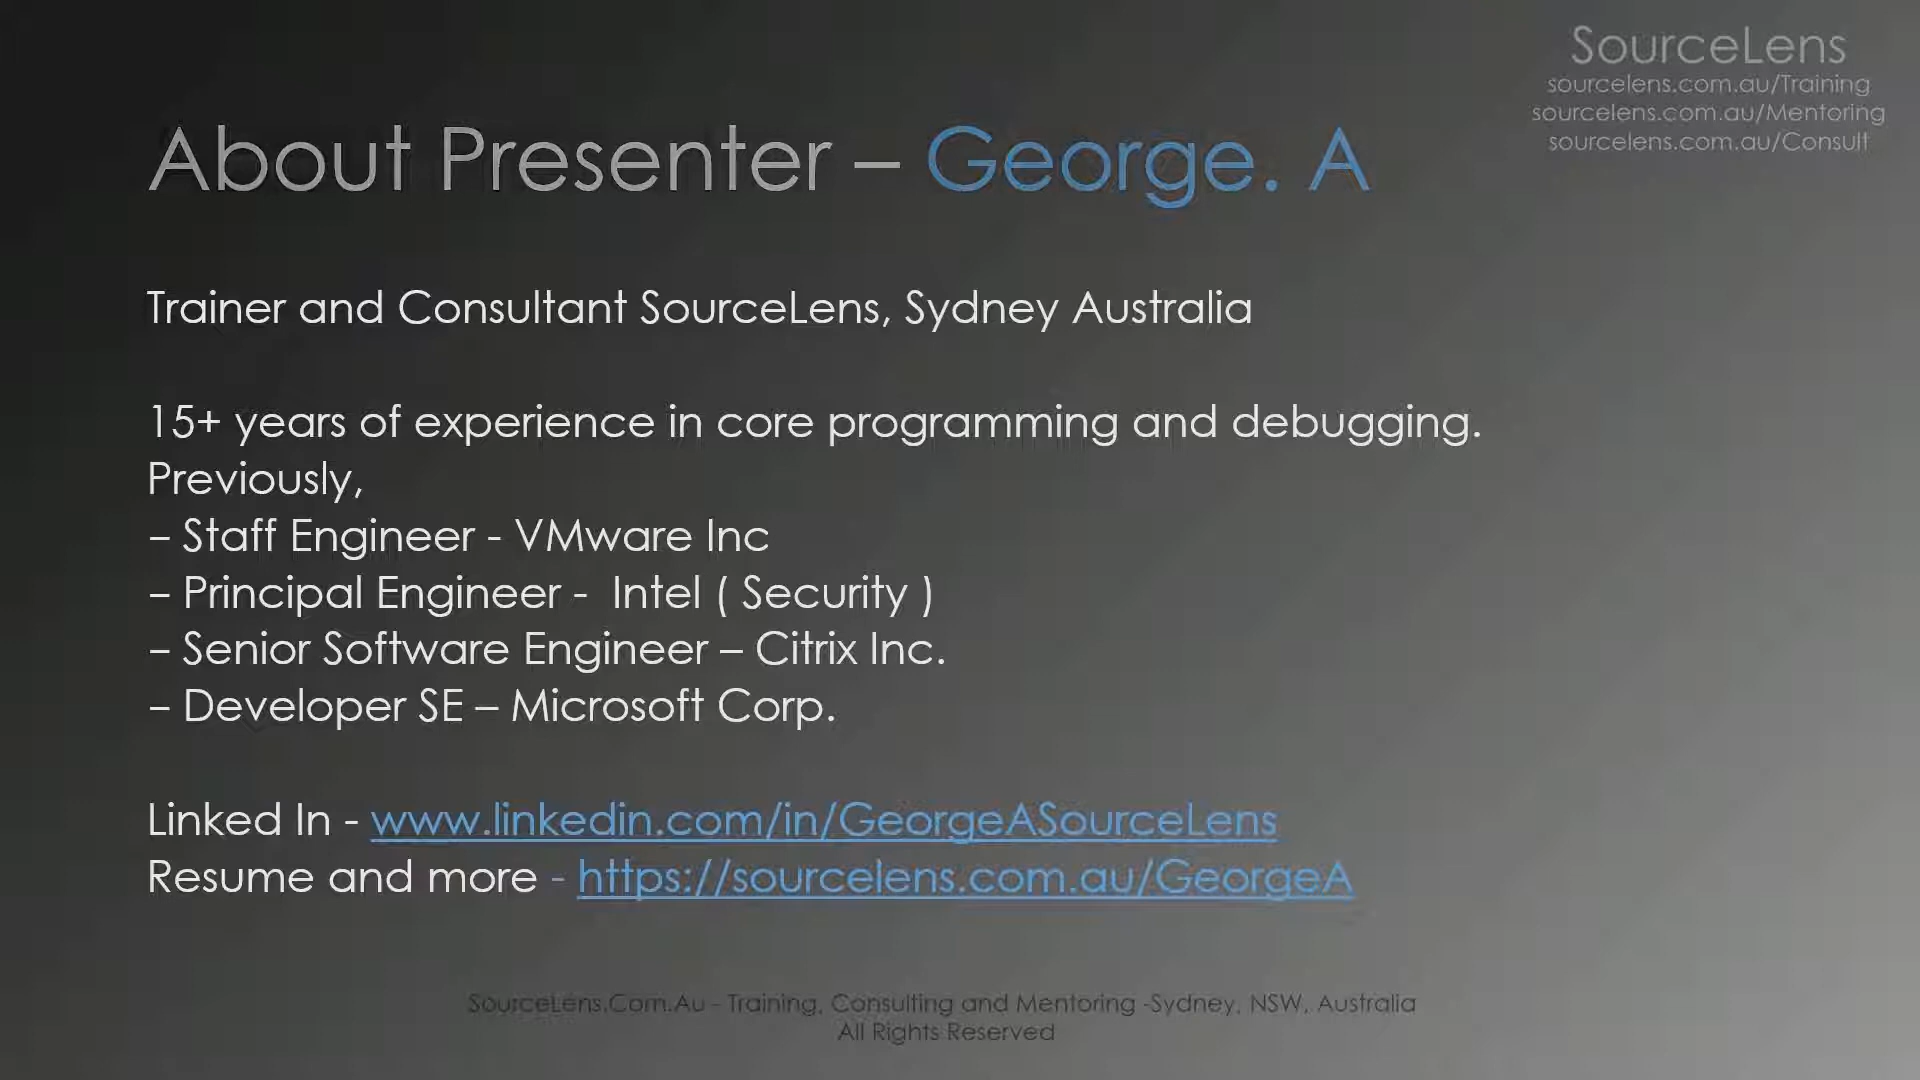 SourceLens
sourcelens.com.au/Training
sourcelens.com.au/Mentoring
sourcelens.com.au/Consult
About Presenter – George. A
Trainer and Consultant SourceLens, Sydney Australia
15+ years of experience in core programming and debugging.
Previously,
– Staff Engineer - VMware Inc
– Principal Engineer -  Intel ( Security )
– Senior Software Engineer – Citrix Inc.
– Developer SE – Microsoft Corp.
Linked In - www.linkedin.com/in/GeorgeASourceLens
Resume and more - https://sourcelens.com.au/GeorgeA
SourceLens.Com.Au - Training, Consulting and Mentoring -Sydney, NSW, Australia
All Rights Reserved